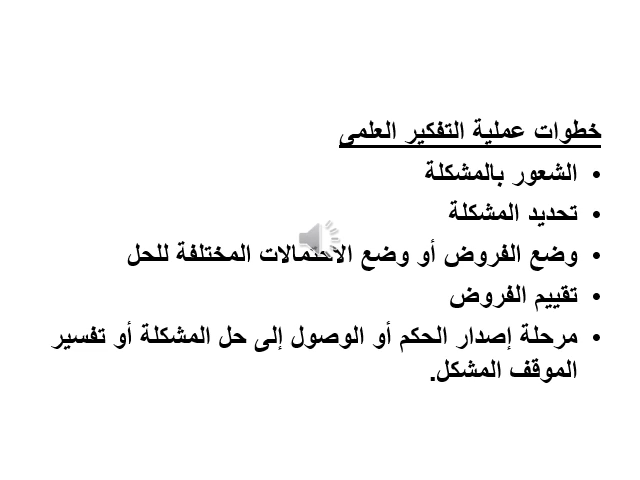 خطوات عملية التفكير العلمى
• الشعور بالمشكلة
• تحديد المشكلة
• وضع الفروض أو وضع الاحتمالات المختلفة للحل
• تقييم الفروض
• مرحلة إصدار الحكم أو الوصول إلى حل المشكلة أو تفسير
الموقف المشكل.